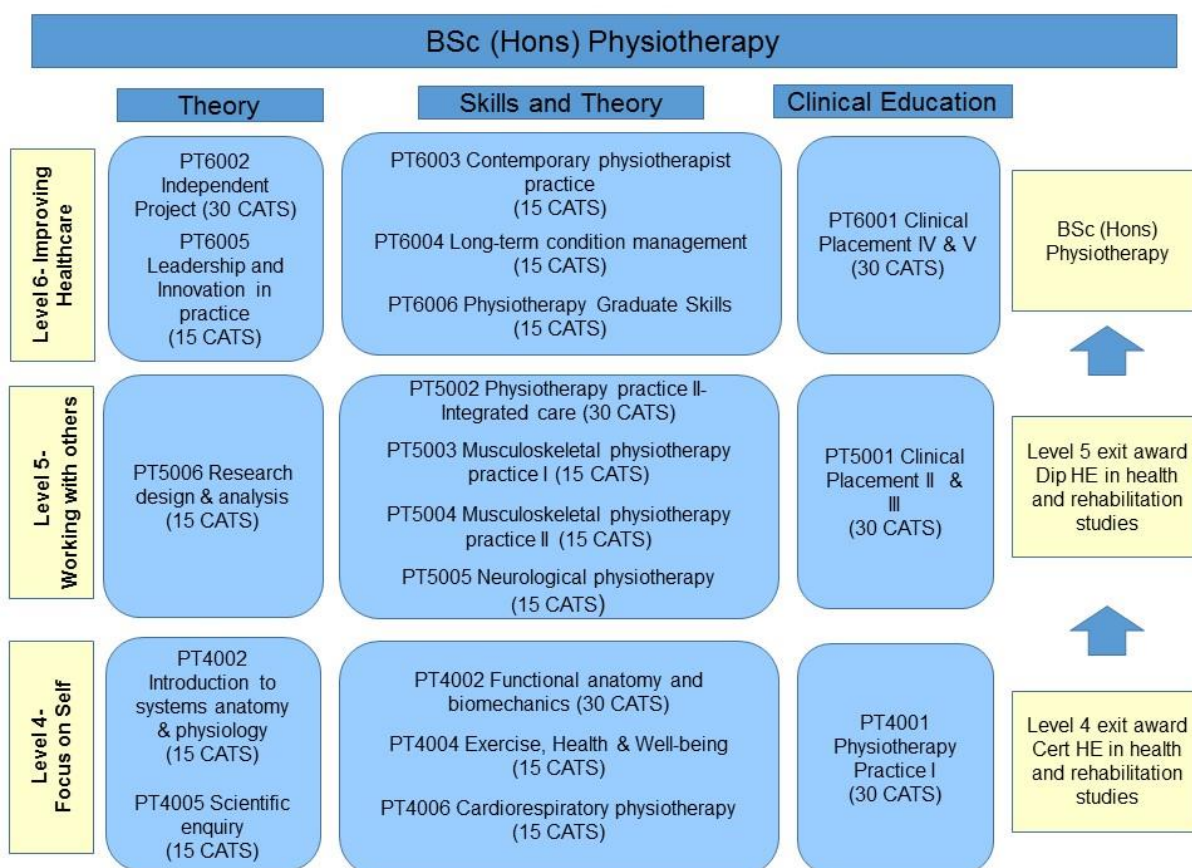 BSc (Hons) Physiotherapy
Theory
Skills and Theory
Clinical Education
Level 6- Improving
Healthcare
PT6002
Independent
Project (30 CATS)
PT6005
Leadership and
Innovation in
practice
(15 CATS)
PT6003 Contemporary physiotherapist
practice
(15 CATS)
PT6004 Long-term condition management
(15 CATS)
PT6006 Physiotherapy Graduate Skills
(15 CATS)
PT6001 Clinical
Placement IV & V
(30 CATS)
BSc (Hons)
Physiotherapy
Level 5-
Working with others
PT5006 Research
design & analysis
(15 CATS)
PT5002 Physiotherapy practice II-
Integrated care (30 CATS)
PT5003 Musculoskeletal physiotherapy
practice I (15 CATS)
PT5004 Musculoskeletal physiotherapy
practice II (15 CATS)
PT5005 Neurological physiotherapy
(15 CATS)
PT5001 Clinical
Placement II &
III
(30 CATS)
Level 5 exit award
Dip HE in health
and rehabilitation
studies
Level 4-
Focus on Self
PT4002
Introduction to
systems anatomy
& physiology
(15 CATS)
PT4005 Scientific
enquiry
(15 CATS)
PT4002 Functional anatomy and
biomechanics (30 CATS)
PT4004 Exercise, Health & Well-being
(15 CATS)
PT4006 Cardiorespiratory physiotherapy
(15 CATS)
PT4001
Physiotherapy
Practice I
(30 CATS)
Level 4 exit award
Cert HE in health
and rehabilitation
studies